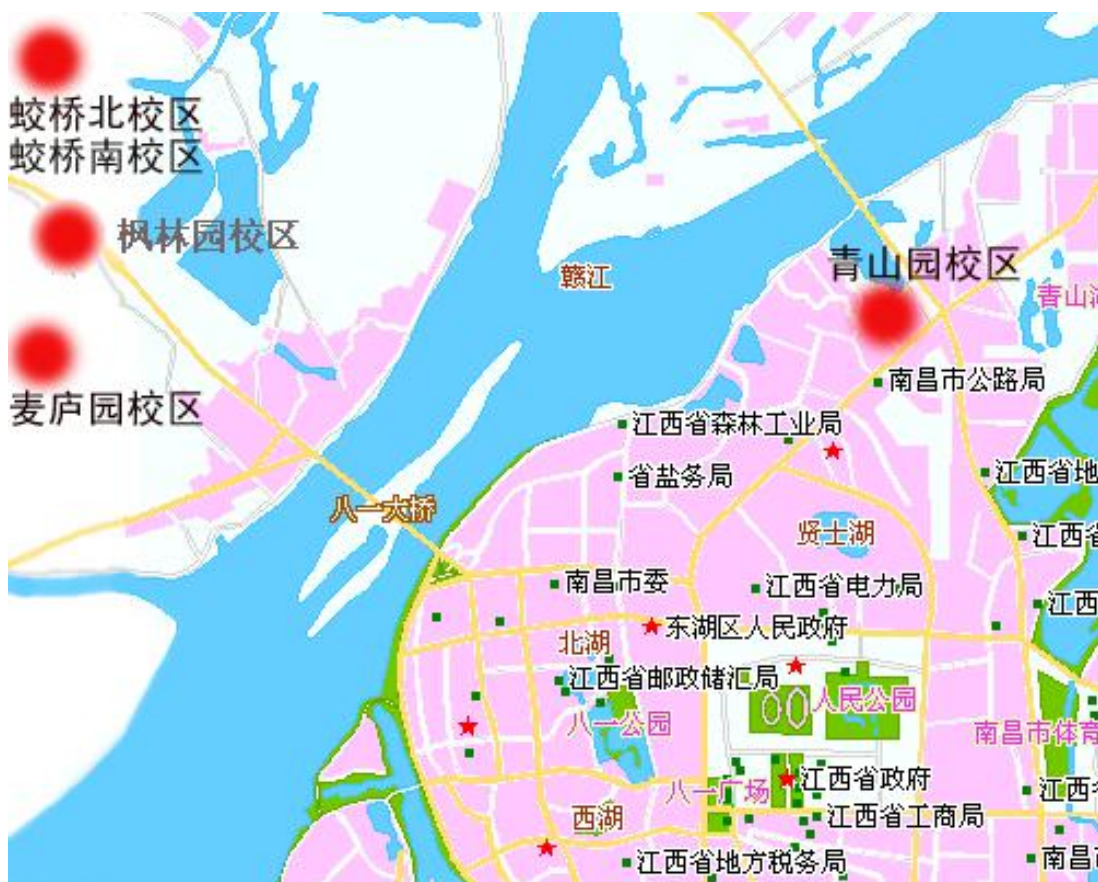 蛟桥北校区
蛟桥南校区
枫林园校区
青山园校区
赣江
青山湖
麦庐园校区
南昌市公路局
江西省森林工业局
省盐务局
江西省地
八一大桥
贤士湖
江西省
南昌市委
江西省电力局
江西
东湖区人民政府
北湖
江西省邮政储汇局
人民公园
八一公园
南昌市体育
江西省政府
八一广场
江西省
西湖
江西省工商局
江西省地方税务局
南昌